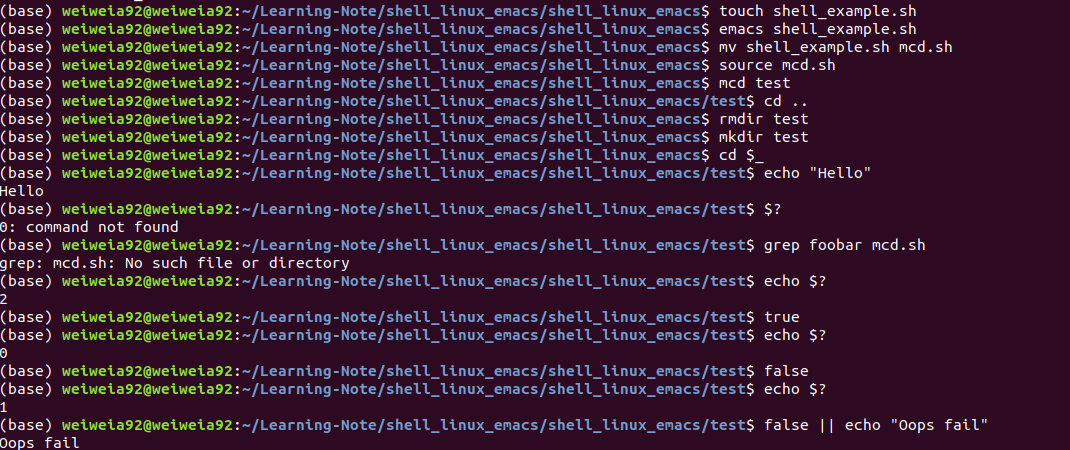 (base) weiweia92@weiweia92:~/Learning-Note/shell_linux_emacs/shell_linux_emacs$ touch shell_example.sh
(base) weiweia92@weiweia92:~/Learning-Note/shell_linux_emacs/shell_linux_emacs$ emacs shell_example.sh
(base) weiweia92@weiweia92:~/Learning-Note/shell_linux_emacs/shell_linux_emacs$ mv shell_example.sh mcd.sh
(base) weiweia92@weiweia92:~/Learning-Note/shell_linux_emacs/shell_linux_emacs$ source mcd.sh
(base) weiweia92@weiweia92:~/Learning-Note/shell_linux_emacs/shell_linux_emacs$ mcd test
(base) weiweia92@weiweia92:~/Learning-Note/shell_linux_emacs/shell_linux_emacs/test$ cd ..
(base) weiweia92@weiweia92:~/Learning-Note/shell_linux_emacs/shell_linux_emacs$ rmdir test
(base) weiweia92@weiweia92:~/Learning-Note/shell_linux_emacs/shell_linux_emacs$ mkdir test
(base) weiweia92@weiweia92:~/Learning-Note/shell_linux_emacs/shell_linux_emacs$ cd $_
(base) weiweia92@weiweia92:~/Learning-Note/shell_linux_emacs/shell_linux_emacs/test$ echo "Hello"
Hello
(base) weiweia92@weiweia92:~/Learning-Note/shell_linux_emacs/shell_linux_emacs/test$ $?
0: command not found
(base) weiweia92@weiweia92:~/Learning-Note/shell_linux_emacs/shell_linux_emacs/test$ grep foobar mcd.sh
grep: mcd.sh: No such file or directory
(base) weiweia92@weiweia92:~/Learning-Note/shell_linux_emacs/shell_linux_emacs/test$ echo $?
2
(base) weiweia92@weiweia92:~/Learning-Note/shell_linux_emacs/shell_linux_emacs/test$ true
(base) weiweia92@weiweia92:~/Learning-Note/shell_linux_emacs/shell_linux_emacs/test$ echo $?
0
(base) weiweia92@weiweia92:~/Learning-Note/shell_linux_emacs/shell_linux_emacs/test$ false
(base) weiweia92@weiweia92:~/Learning-Note/shell_linux_emacs/shell_linux_emacs/test$ echo $?
1
(base) weiweia92@weiweia92:~/Learning-Note/shell_linux_emacs/shell_linux_emacs/test$ false || echo "Oops fail"
Oops fail